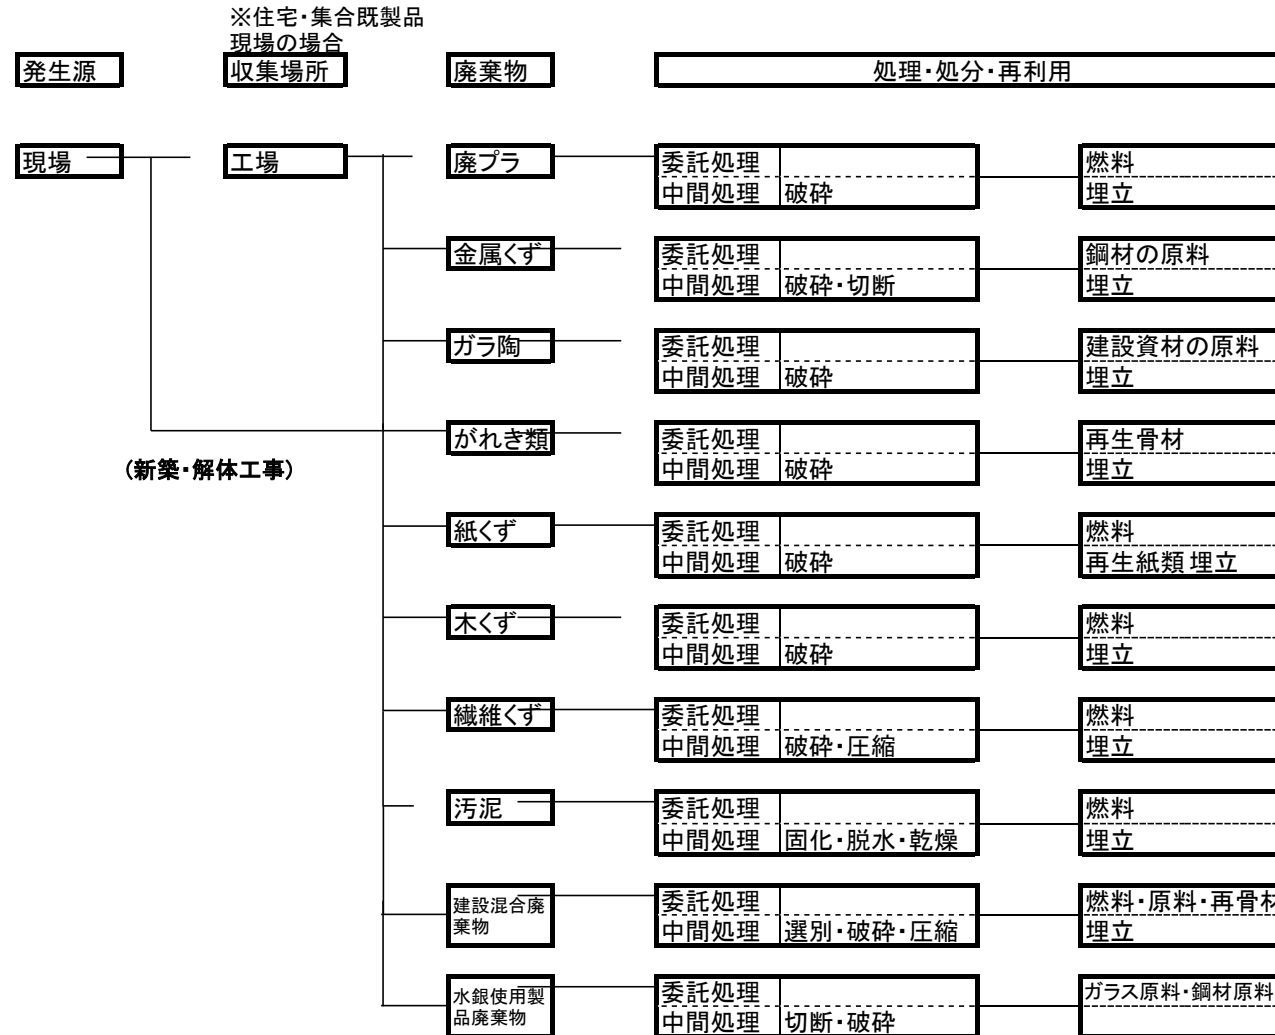 ※住宅・集合既製品
現場の場合
発生源 収集場所 廃棄物 処理・処分・再利用
現場 工場 廃プラ 委託処理 燃料
中間処理 破砕 埋立
金属くず 委託処理 鋼材の原料
中間処理 破砕・切断 埋立
ガラ陶 委託処理 建設資材の原料
中間処理 破砕 埋立
がれき類 委託処理 再生骨材
中間処理 破砕 埋立
(新築・解体工事)
紙くず 委託処理 燃料
中間処理 破砕 再生紙類 埋立
木くず 委託処理 燃料
中間処理 破砕 埋立
繊維くず 委託処理 燃料
中間処理 破砕・圧縮 埋立
汚泥 委託処理 燃料
中間処理 固化・脱水・乾燥 埋立
建設混合廃
棄物
委託処理 燃料・原料・再骨材
中間処理 選別・破砕・圧縮 埋立
水銀使用製
品廃棄物
委託処理 ガラス原料・鋼材原料
中間処理 切断・破砕